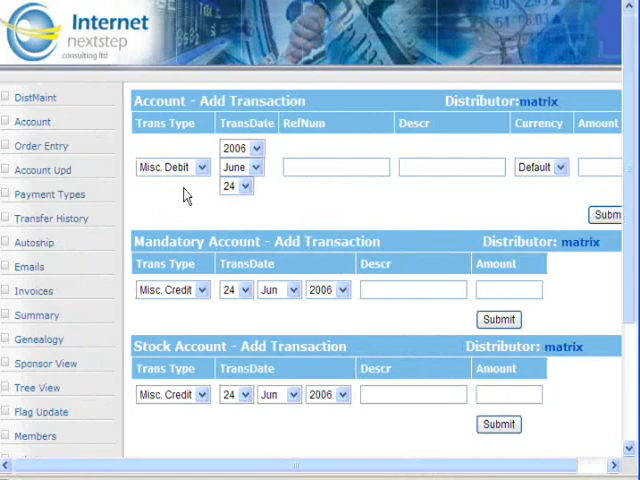 Internet
nextstep
consulting ltd
DistMaint
Account
Order Entry
Account Upd
Payment Types
Transfer History
Autoship
Emails
Invoices
Summary
Genealogy
Sponsor View
Tree View
Flag Update
Members
Account - Add Transaction Distributor:matrix
Trans Type TransDate RefNum Descr Currency Amount
2006
Misc. Debit June Default
24
Subm
Mandatory Account - Add Transaction Distributor: matrix
Trans Type TransDate Descr Amount
Misc. Credit 24 Jun 2006
Submit
Stock Account - Add Transaction Distributor: matrix
Trans Type TransDate Descr Amount
Misc. Credit 24 Jun 2006
Submit